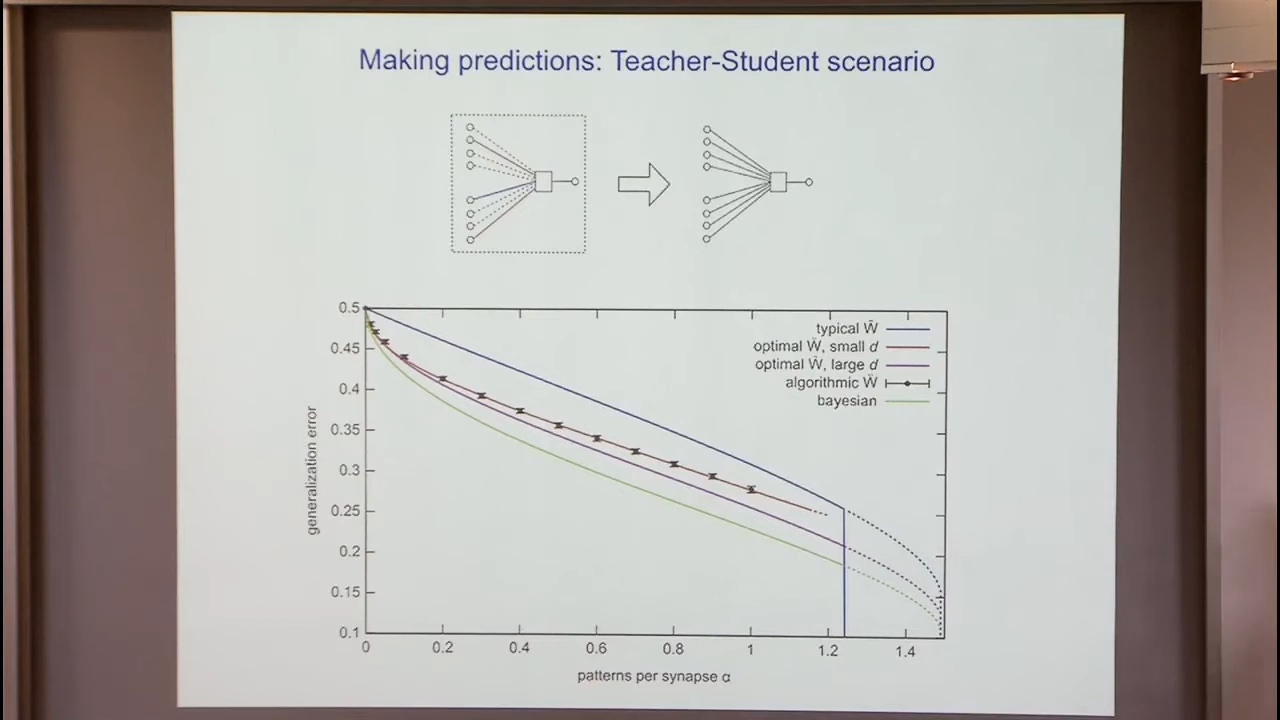 Making predictions: Teacher-Student scenario
0.5
0.45
0.4
0.35
0.3
0.25
0.2
0.15
0.1
generalization error
typical W̃
optimal W̃, small d
optimal W̃, large d
algorithmic W̃
bayesian
0
0.2
0.4
0.6
0.8
1
1.2
1.4
patterns per synapse α